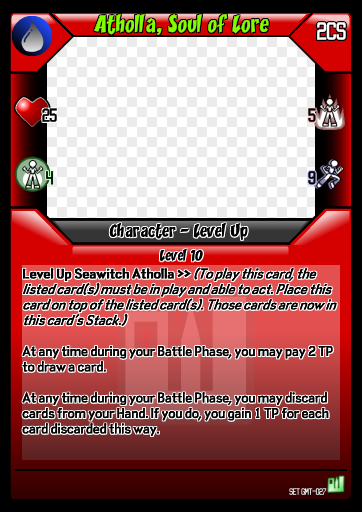 Atholla, Soul of Lore
2CS
25
5
4
9
Character - Level Up
Level 10
Level Up Seawitch Atholla >> (To play this card, the
listed card(s) must be in play and able to act. Place this
card on top of the listed card(s). Those cards are now in
this card's Stack.)
At any time during your Battle Phase, you may pay 2 TP
to draw a card.
At any time during your Battle Phase, you may discard
cards from your Hand. If you do, you gain 1 TP for each
card discarded this way.
SET GMT-027